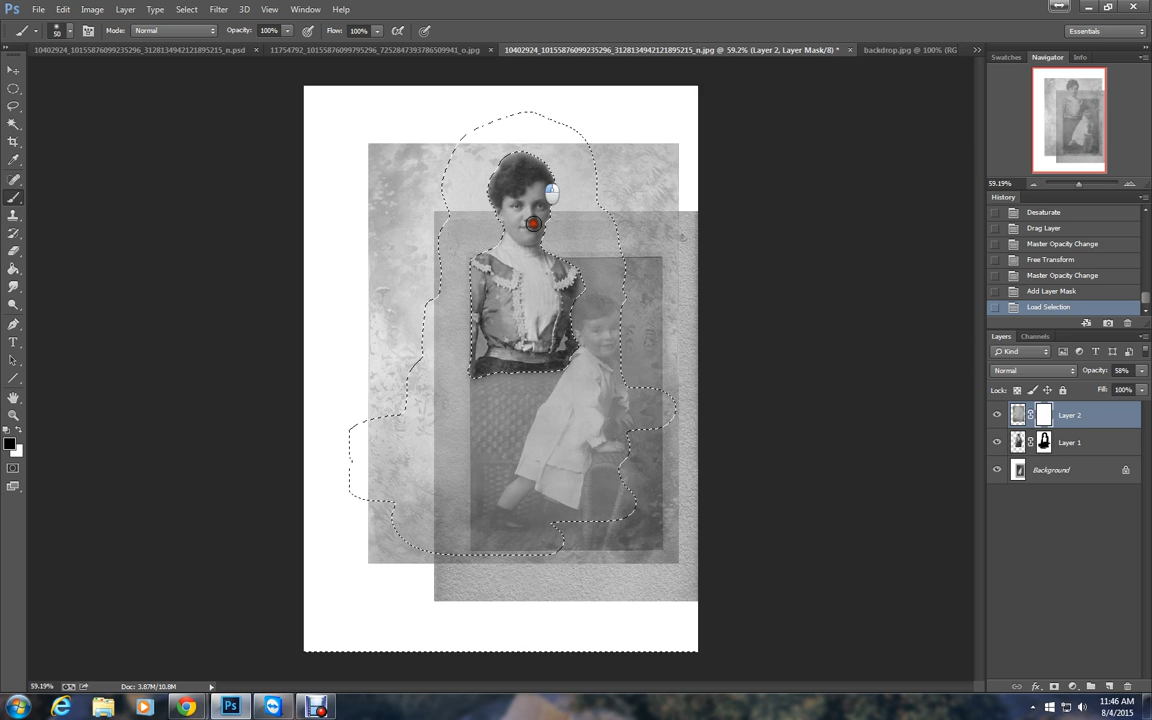 Ps File Edit Image Layer Type Select Filter 3D View Window Help
50 Mode: Normal Opacity: 100% Flow: 100% Essentials
10402924_10155876099235296_3128134942121895215_n.psd × 11754792_10155876099795296_7252847393786509941_o.jpg × 10402924_10155876099235296_3128134942121895215_n.jpg @ 59.2% (Layer 2, Layer Mask/8) * × backdrop.jpg @ 100% (RG
Swatches Navigator Info
59.19%
History
Desaturate
Drag Layer
Master Opacity Change
Free Transform
Master Opacity Change
Add Layer Mask
Load Selection
Layers Channels
Kind
Normal Opacity: 58%
Lock: Fill: 100%
Layer 2
Layer 1
Background
59.19% Doc: 3.87M/10.8M
Ps
11:46 AM
8/4/2015